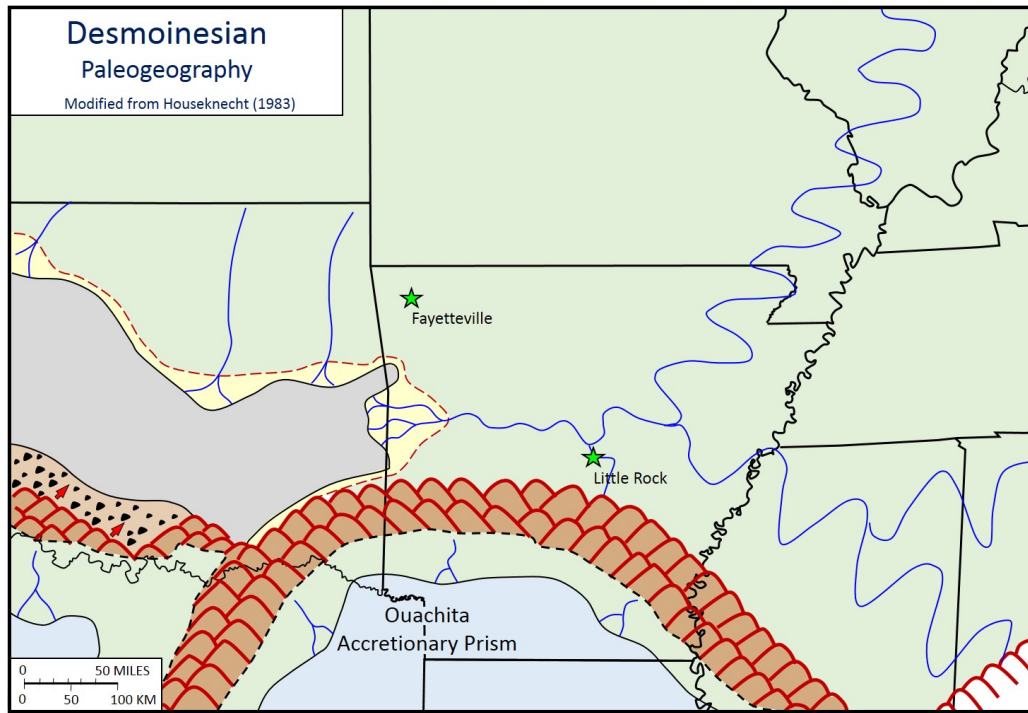 Desmoinesian
Paleogeography
Modified from Houseknecht (1983)
Fayetteville
Little Rock
Ouachita
Accretionary Prism
0 50 MILES
0 50 100 KM